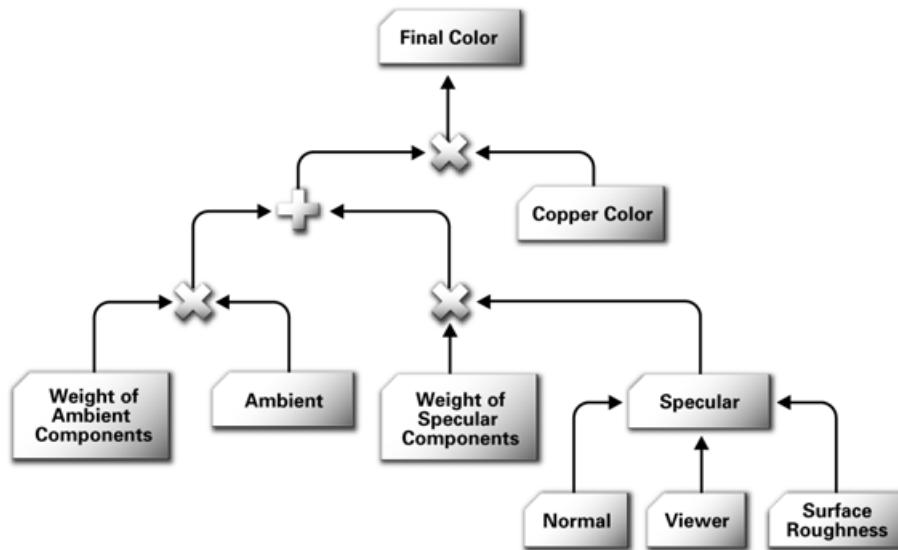 Final Color
Copper Color
Weight of
Ambient
Components
Ambient
Weight of
Specular
Components
Specular
Normal
Viewer
Surface
Roughness